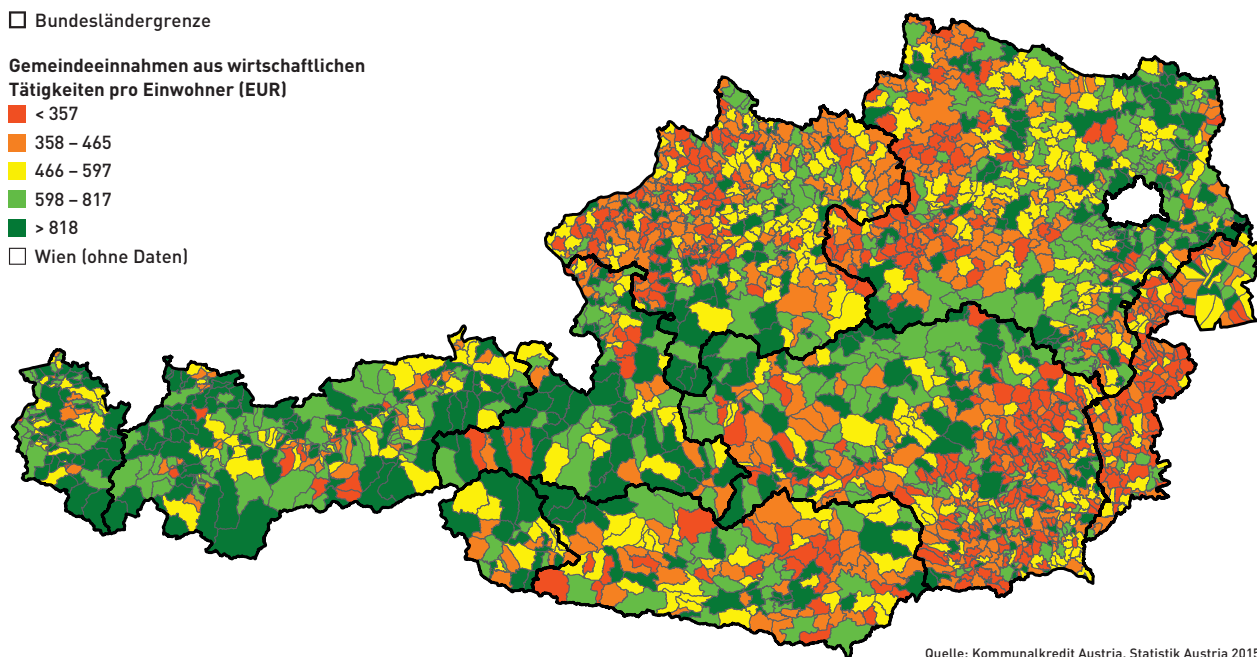 Bundesländergrenze
Gemeindeeinnahmen aus wirtschaftlichen
Tätigkeiten pro Einwohner (EUR)
< 357
358 – 465
466 – 597
598 – 817
> 818
Wien (ohne Daten)
Quelle: Kommunalkredit Austria, Statistik Austria 2015